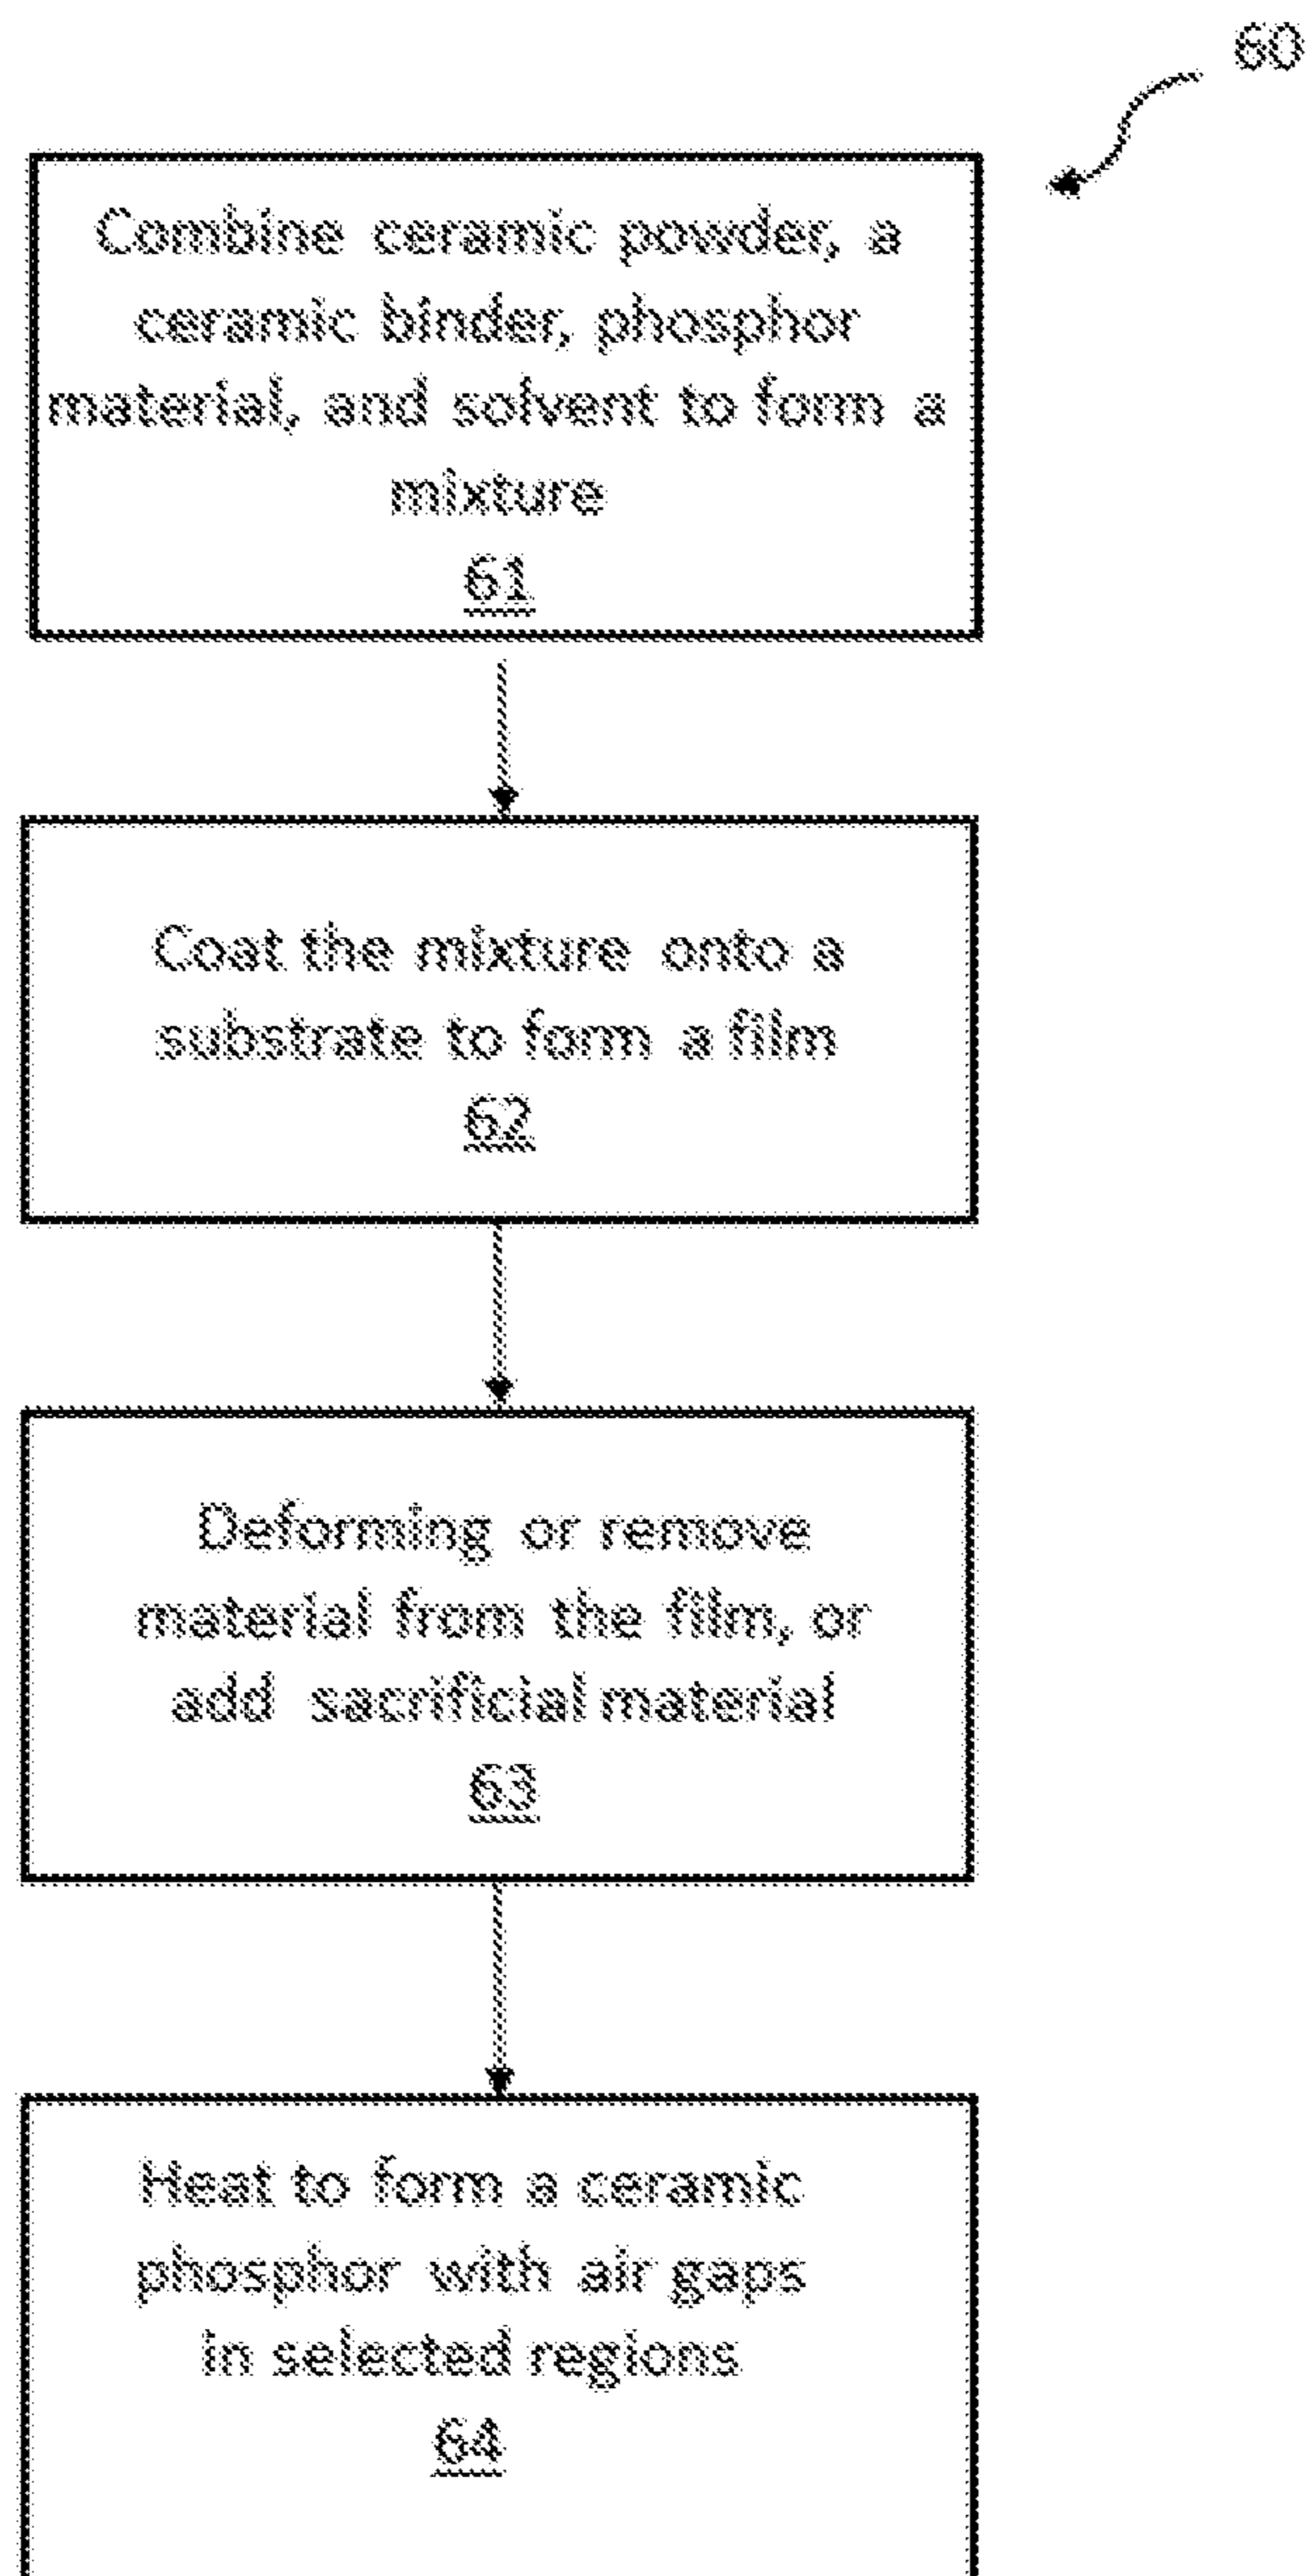 60
Combine ceramic powder, a
ceramic binder, phosphor
material, and solvent to form a
mixture
61
Coat the mixture onto a
substrate to form a film
62
Deforming or remove
material from the film, or
add sacrificial material
63
Heat to form a ceramic
phosphor with air gaps
in selected regions
64